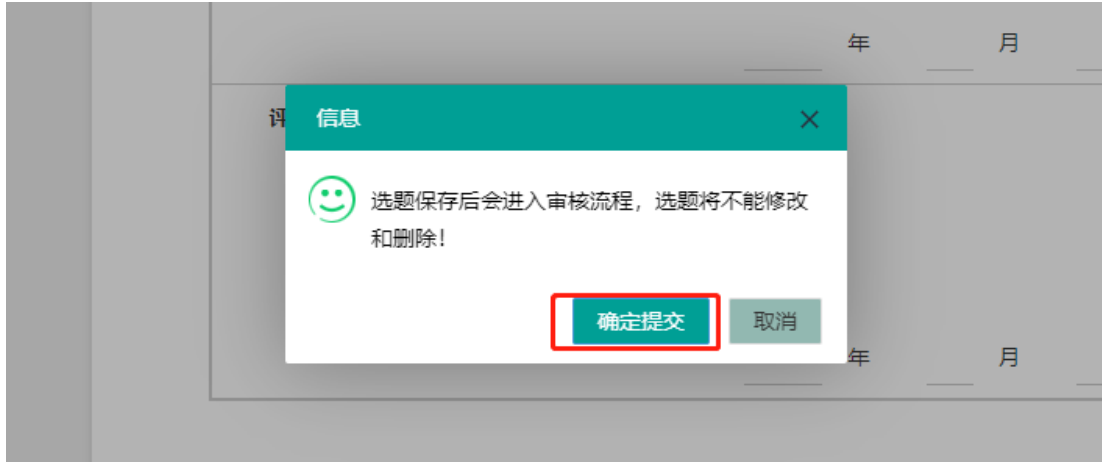 年 月
评
信息
选题保存后会进入审核流程，选题将不能修改
和删除！
确定提交 取消
年 月